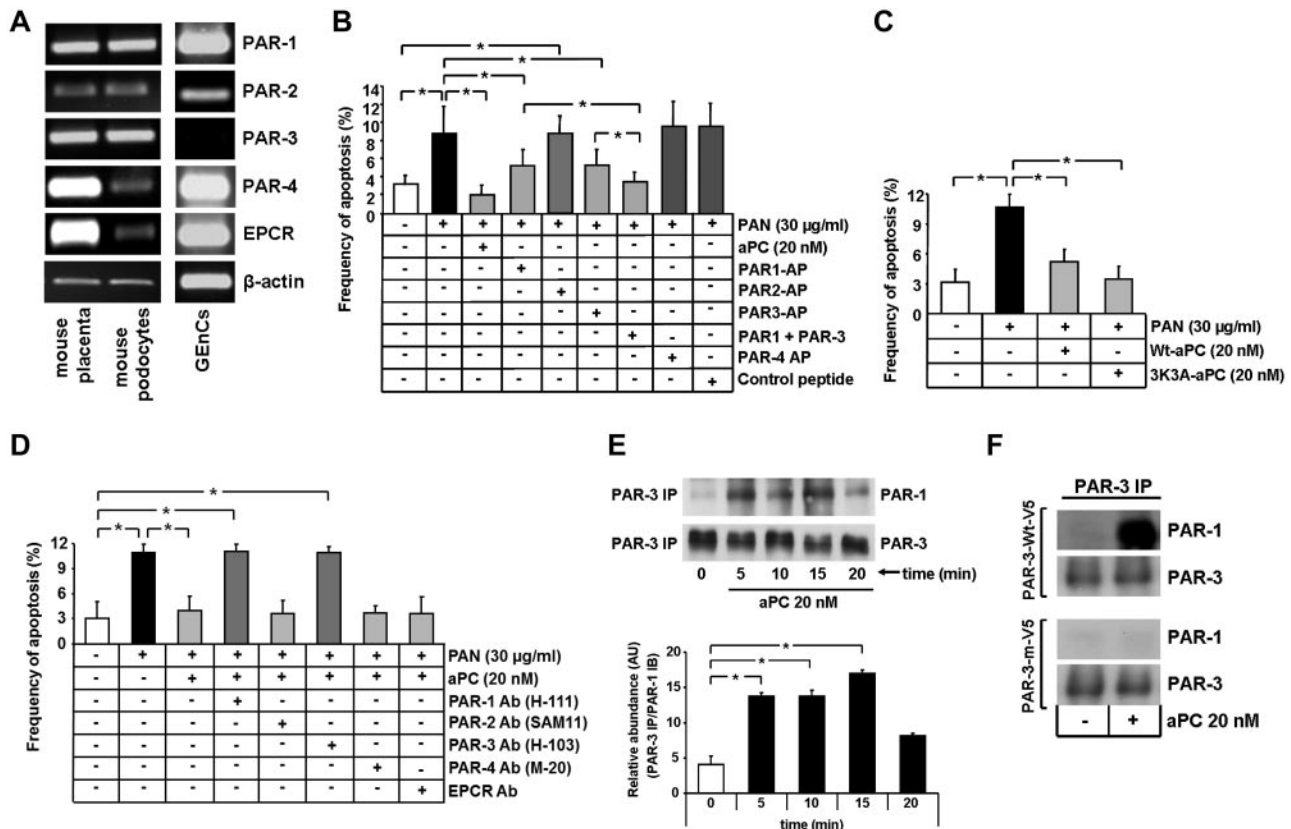 A
PAR-1
PAR-2
PAR-3
PAR-4
EPCR
β-actin
mouse
placenta
mouse
podocytes
GEnCs
B
Frequency of apoptosis (%)
14
12
10
8
6
4
2
0
* 
*
* * *
*
*
- + + + + + + + + PAN (30 µg/ml)
- - + - - - - - - aPC (20 nM)
- - - + - - - - - PAR1-AP
- - - - + - - - - PAR2-AP
- - - - - + - - - PAR3-AP
- - - - - - + - - PAR1 + PAR-3
- - - - - - - + - PAR-4 AP
- - - - - - - - + Control peptide
C
Frequency of apoptosis (%)
12
9
6
3
0
*
* *
- + + + PAN (30 µg/ml)
- - + - Wt-aPC (20 nM)
- - - + 3K3A-aPC (20 nM)
D
Frequency of apoptosis (%)
12
9
6
3
0
*
*
* *
- + + + + + + + PAN (30 µg/ml)
- - + + + + + + aPC (20 nM)
- - - + - - - - PAR-1 Ab (H-111)
- - - - + - - - PAR-2 Ab (SAM11)
- - - - - + - - PAR-3 Ab (H-103)
- - - - - - + - PAR-4 Ab (M-20)
- - - - - - - + EPCR Ab
E
PAR-3 IP PAR-1
PAR-3 IP PAR-3
0 5 10 15 20 ← time (min)
aPC 20 nM
Relative abundance (AU)
(PAR-3 IP/PAR-1 IB)
20
15
10
5
0
*
*
*
0 5 10 15 20
time (min)
F
PAR-3 IP
PAR-3-Wt-V5
PAR-1
PAR-3
PAR-3-m-V5
PAR-1
PAR-3
- + aPC 20 nM